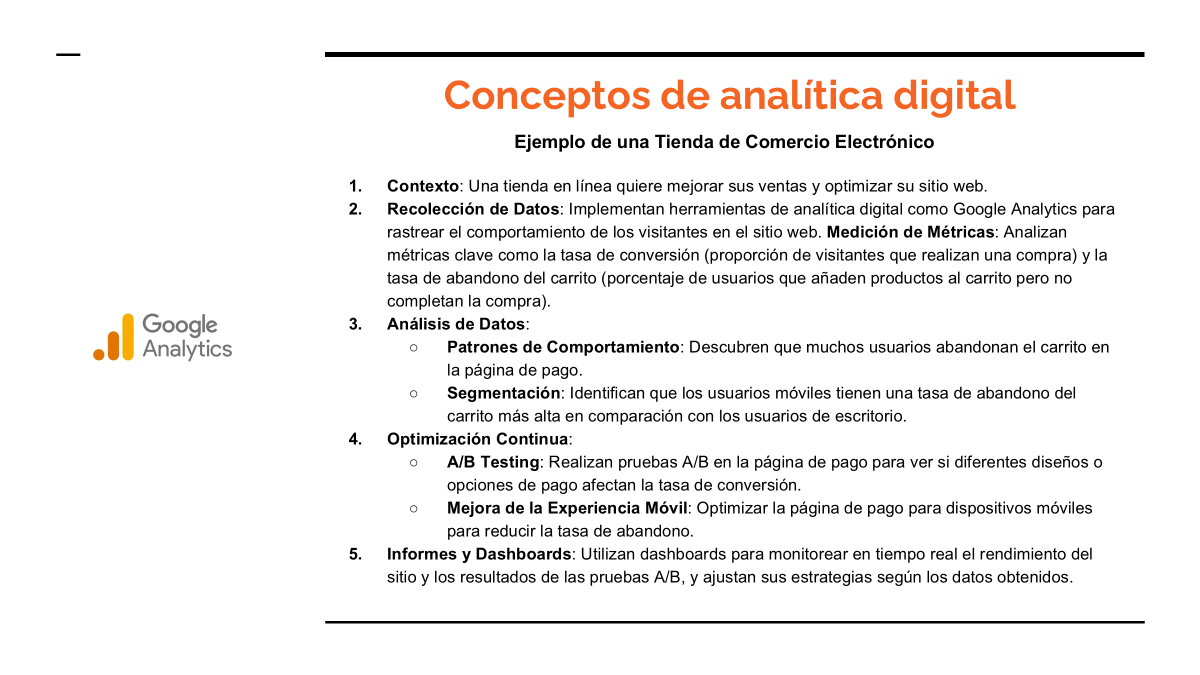 Conceptos de analítica digital
Ejemplo de una Tienda de Comercio Electrónico
1. Contexto: Una tienda en línea quiere mejorar sus ventas y optimizar su sitio web.
2. Recolección de Datos: Implementan herramientas de analítica digital como Google Analytics para
rastrear el comportamiento de los visitantes en el sitio web. Medición de Métricas: Analizan
métricas clave como la tasa de conversión (proporción de visitantes que realizan una compra) y la
tasa de abandono del carrito (porcentaje de usuarios que añaden productos al carrito pero no
completan la compra).
3. Análisis de Datos:
○ Patrones de Comportamiento: Descubren que muchos usuarios abandonan el carrito en
la página de pago.
○ Segmentación: Identifican que los usuarios móviles tienen una tasa de abandono del
carrito más alta en comparación con los usuarios de escritorio.
4. Optimización Continua:
○ A/B Testing: Realizan pruebas A/B en la página de pago para ver si diferentes diseños o
opciones de pago afectan la tasa de conversión.
○ Mejora de la Experiencia Móvil: Optimizar la página de pago para dispositivos móviles
para reducir la tasa de abandono.
5. Informes y Dashboards: Utilizan dashboards para monitorear en tiempo real el rendimiento del
sitio y los resultados de las pruebas A/B, y ajustan sus estrategias según los datos obtenidos.
Google
Analytics